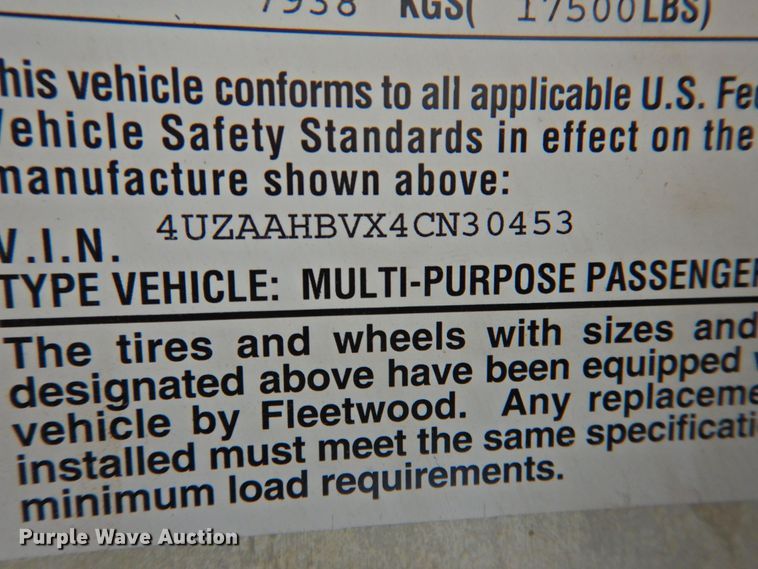 7938 KGS( 17500LBS)
his vehicle conforms to all applicable U.S. Fe
ehicle Safety Standards in effect on the
manufacture shown above:
V.I.N. 4UZAAHBVX4CN30453
TYPE VEHICLE: MULTI-PURPOSE PASSENGER
The tires and wheels with sizes and
designated above have been equipped
vehicle by Fleetwood. Any replaceme
installed must meet the same specificati
minimum load requirements.
Purple Wave Auction